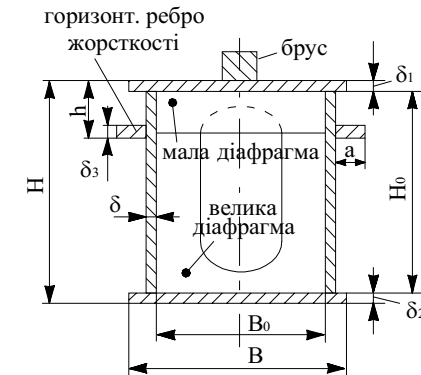 горизонт. ребро
жорсткості
брус
δ1
h
δ3
мала діафрагма
a
H
H0
δ
велика
діафрагма
δ2
B0
B